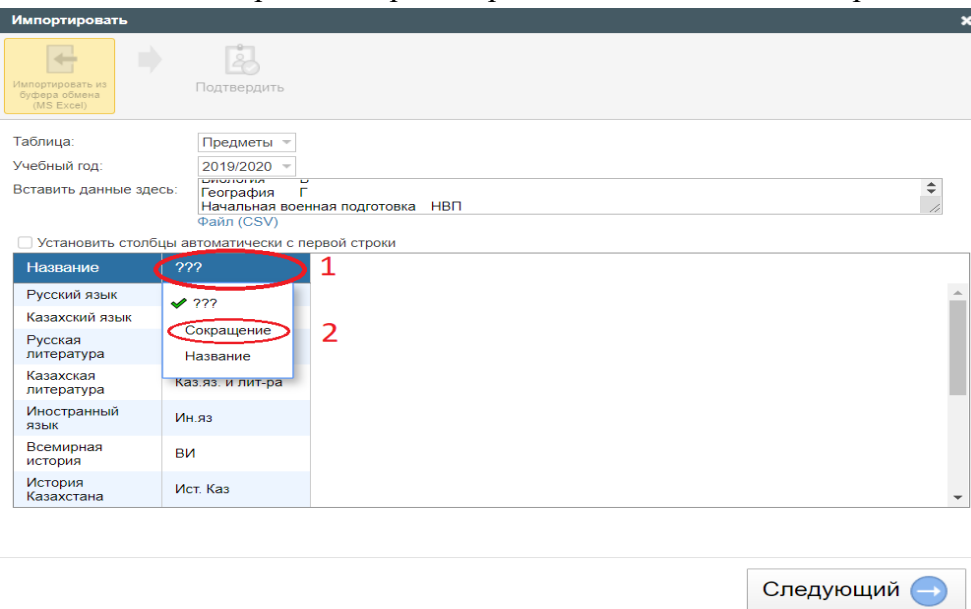 Импортировать
Импортировать из
буфера обмена
(MS Excel)
Подтвердить
Таблица: Предметы
Учебный год: 2019/2020
Вставить данные здесь:
География Г
Начальная военная подготовка НВП
Файл (CSV)
Установить столбцы автоматически с первой строки
Название ??? 1
Русский язык
??? 
Казахский язык
Сокращение 2
Русская
литература
Название
Казахская
литература
Каз.яз. и лит-ра
Иностранный
язык
Ин.яз
Всемирная
история
ВИ
История
Казахстана
Ист. Каз
Следующий